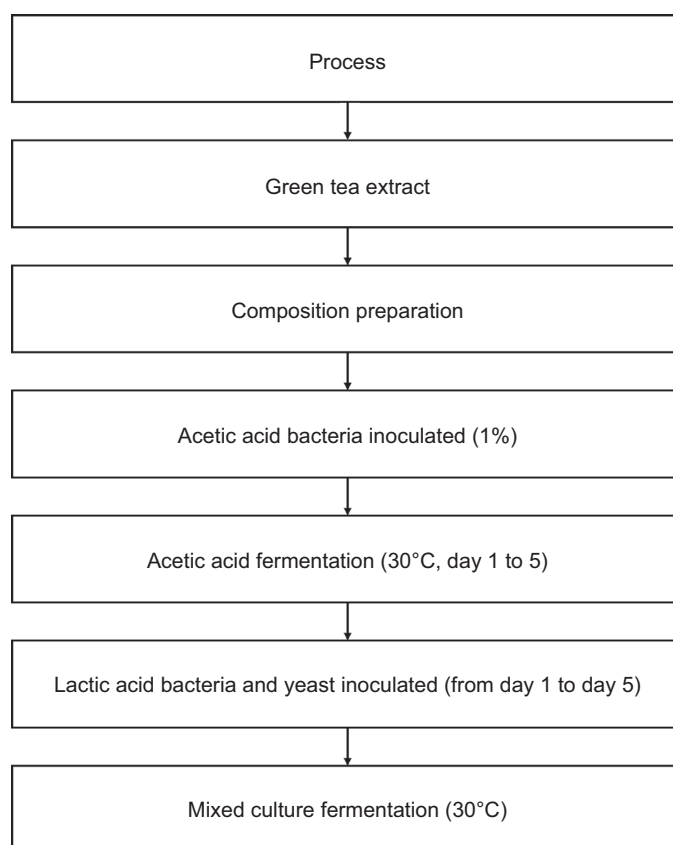 Process
Green tea extract
Composition preparation
Acetic acid bacteria inoculated (1%)
Acetic acid fermentation (30°C, day 1 to 5)
Lactic acid bacteria and yeast inoculated (from day 1 to day 5)
Mixed culture fermentation (30°C)